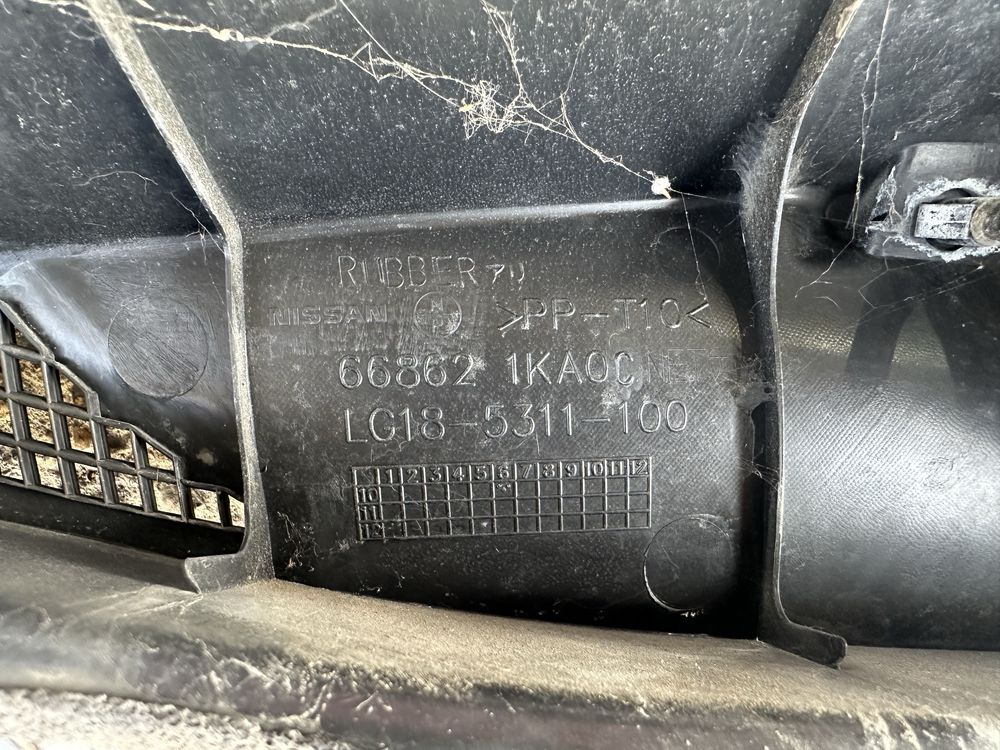 RUBBER
NISSAN NP >PP-T10<
66862 1KA0C
LG18-5311-100
1 2 3 4 5 6 7 8 9 10 11 12
10
11
12